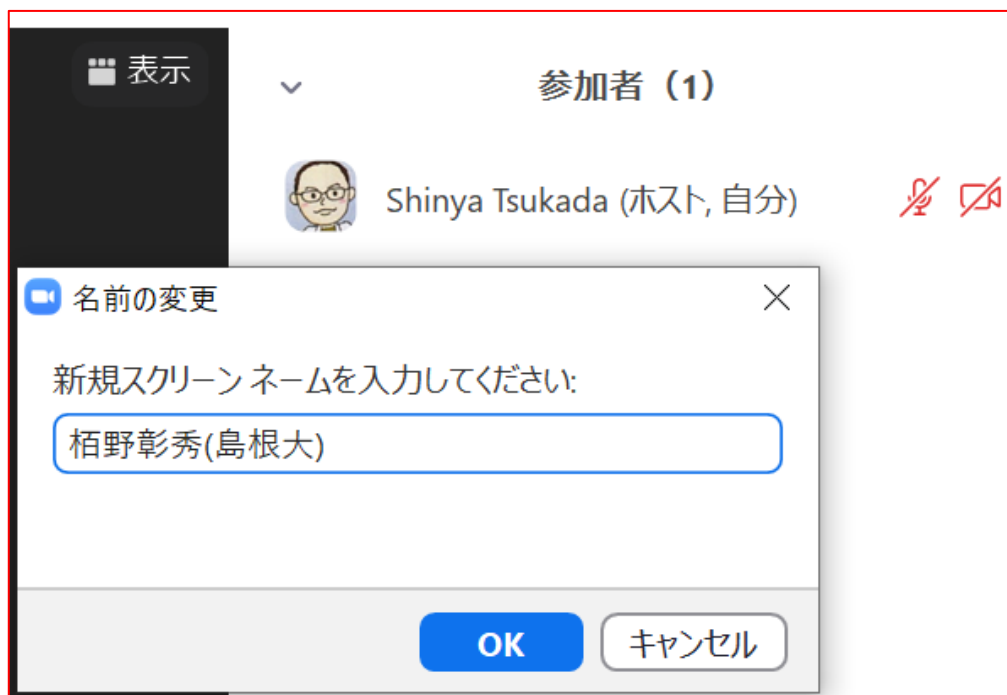 表示
参加者（1）
Shinya Tsukada (ホスト, 自分)
名前の変更
新規スクリーン ネームを入力してください:
栢野彰秀(島根大)
OK
キャンセル